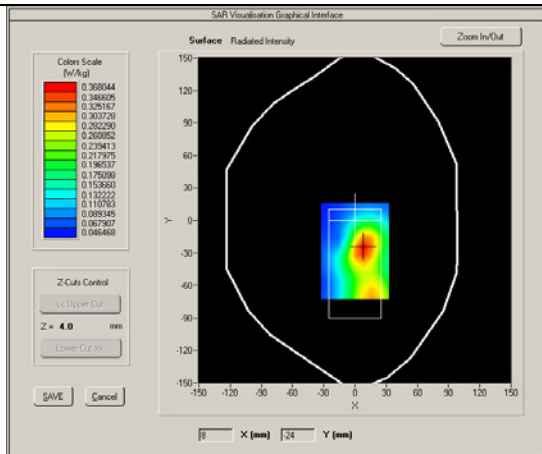 SAR Visualisation Graphical Interface
Surface Radiated Intensity
Zoom In/Out
Colors Scale
(W/kg)
0.368044
0.346605
0.325167
0.303728
0.282290
0.260852
0.239413
0.217975
0.196537
0.175098
0.153660
0.132222
0.110783
0.089345
0.067907
0.046468
Z-Cuts Control
<< Upper Cut
Z = 4.0 mm
Lower Cut >>
SAVE Cancel
150
120
90
60
30
0
-30
-60
-90
-120
-150
Y
-150 -120 -90 -60 -30 0 30 60 90 120 150
X
8 X (mm) -24 Y (mm)